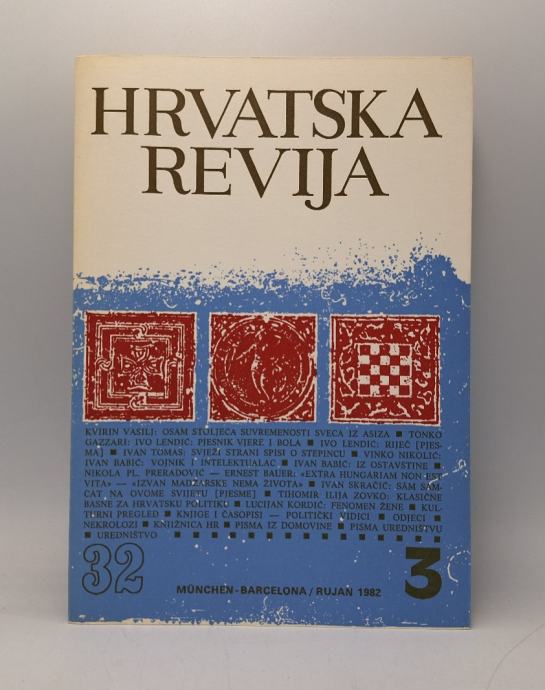 HRVATSKA
REVIJA
KVIRIN VASILJ: OSAM STOLJEĆA SUVREMENOSTI SVECA IZ ASIZA ■ TONKO
GAZZARI: IVO LENDIĆ: PJESNIK VJERE I BOLA ■ IVO LENDIĆ: RIJEČ [PJES-
MA] ■ IVAN TOMAS: SVJEŽI STRANI SPISI O STEPINCU ■ VINKO NIKOLIĆ:
IVAN BABIĆ: VOJNIK I INTELEKTUALAC ■ IVAN BABIĆ: IZ OSTAVŠTINE ■
NIKOLA PL. PRERADOVIĆ — ERNEST BAUER: «EXTRA HUNGARIAM NON EST
VITA» — «IZVAN MADŽARSKE NEMA ŽIVOTA» ■ IVAN SKRAČIĆ: SAM SAM-
CAT NA OVOME SVIJETU [PJESME] ■ TIHOMIR ILIJA ZOVKO: KLASIČNE
BASNE ZA HRVATSKU POLITIKU ■ LUCIJAN KORDIĆ: FENOMEN ŽENE ■ KUL-
TURNI PREGLED ■ KNJIGE I ČASOPISI — POLITIČKI VIDICI ■ ODJECI ■
NEKROLOZI ■ KNJIŽNICA HR ■ PISMA IZ DOMOVINE ■ PISMA UREDNIŠTVU
■ UREDNIŠTVO
32
MÜNCHEN-BARCELONA/RUJAN 1982
3